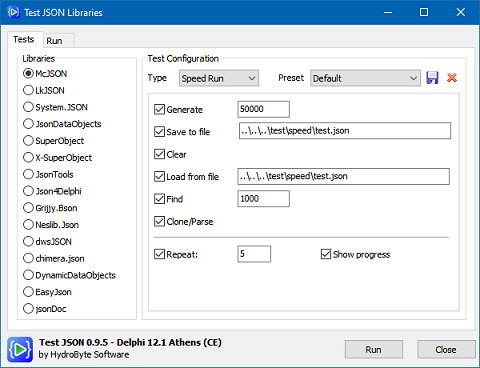 Test JSON Libraries
Tests
Run
Libraries
McJSON
LkJSON
System.JSON
JsonDataObjects
SuperObject
X-SuperObject
JsonTools
Json4Delphi
Grijjy.Bson
Neslib.Json
dwsJSON
chimera.json
DynamicDataObjects
EasyJson
jsonDoc
Test Configuration
Type Speed Run Preset Default
Generate 50000
Save to file ..\..\..\test\speed\test.json
Clear
Load from file ..\..\..\test\speed\test.json
Find 1000
Clone/Parse
Repeat: 5 Show progress
Test JSON 0.9.5 - Delphi 12.1 Athens (CE)
by HydroByte Software
Run
Close